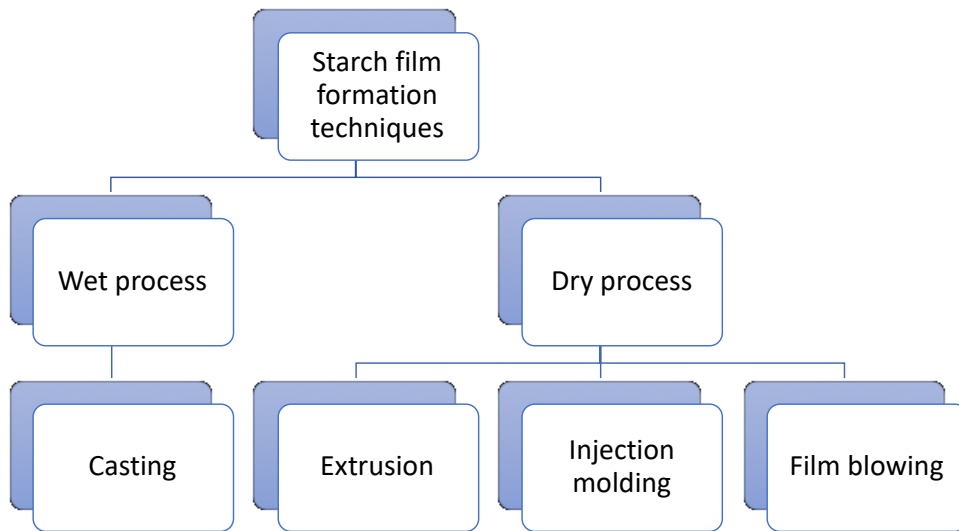 Starch film
formation
techniques
Wet process
Dry process
Casting
Extrusion
Injection
molding
Film blowing